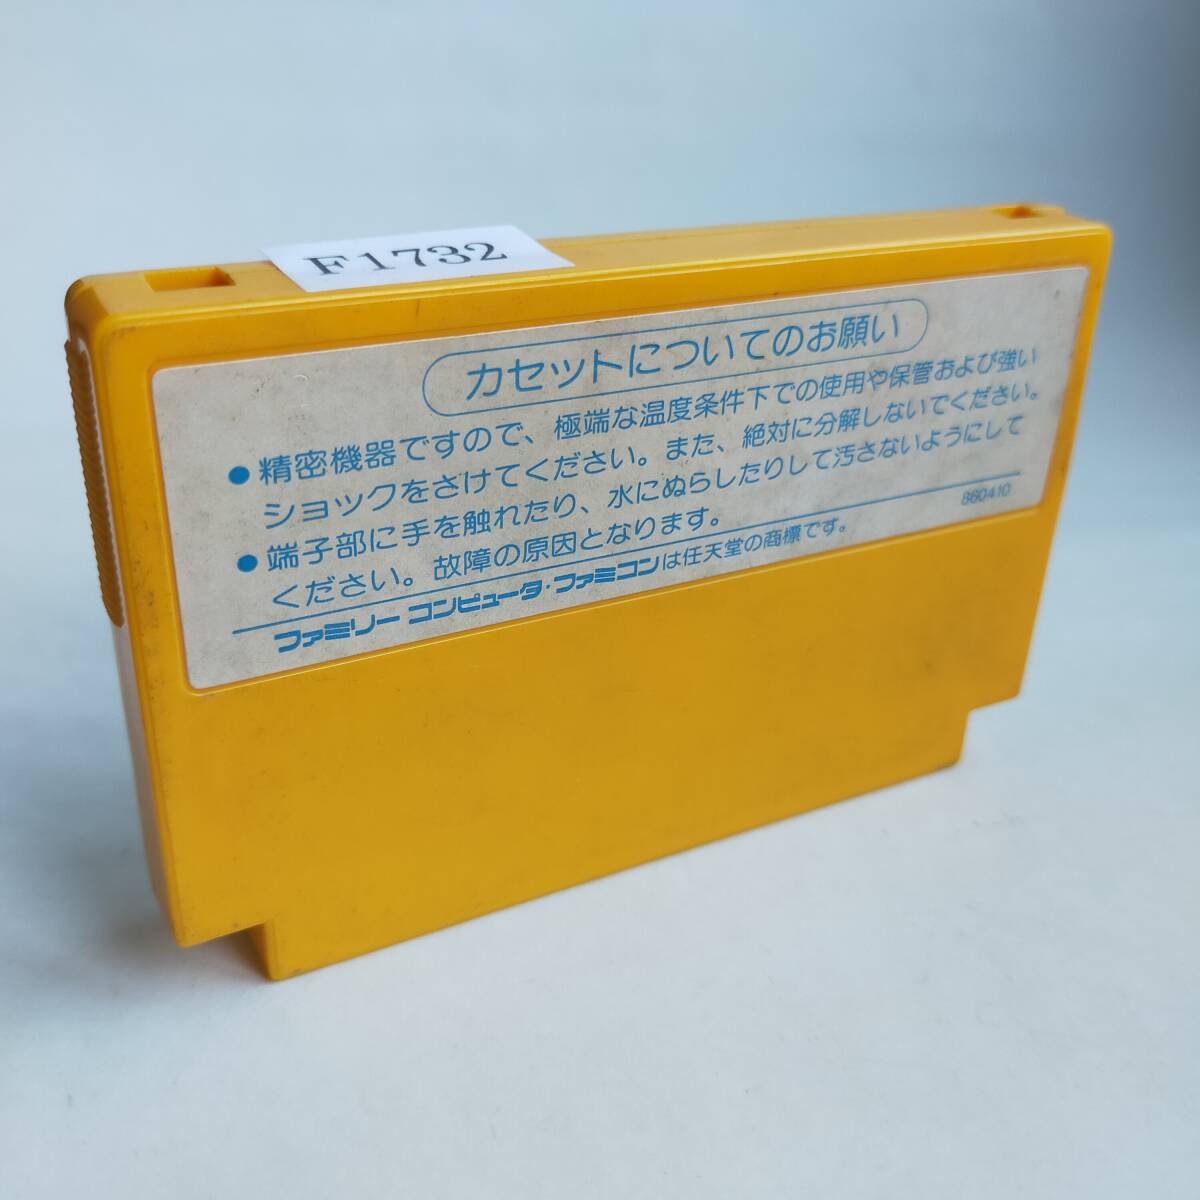 F1732
カセットについてのお願い
●精密機器ですので、極端な温度条件下での使用や保管および強い
ショックをさけてください。また、絶対に分解しないでください。
●端子部に手を触れたり、水にぬらしたりして汚さないようにして
ください。故障の原因となります。
860410
ファミリーコンピュータ・ファミコンは任天堂の商標です。